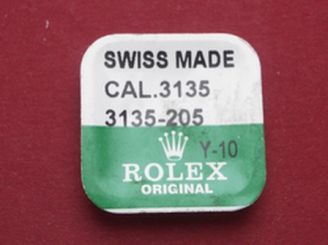 SWISS MADE
CAL.3135
3135-205
Y-10
ROLEX
ORIGINAL